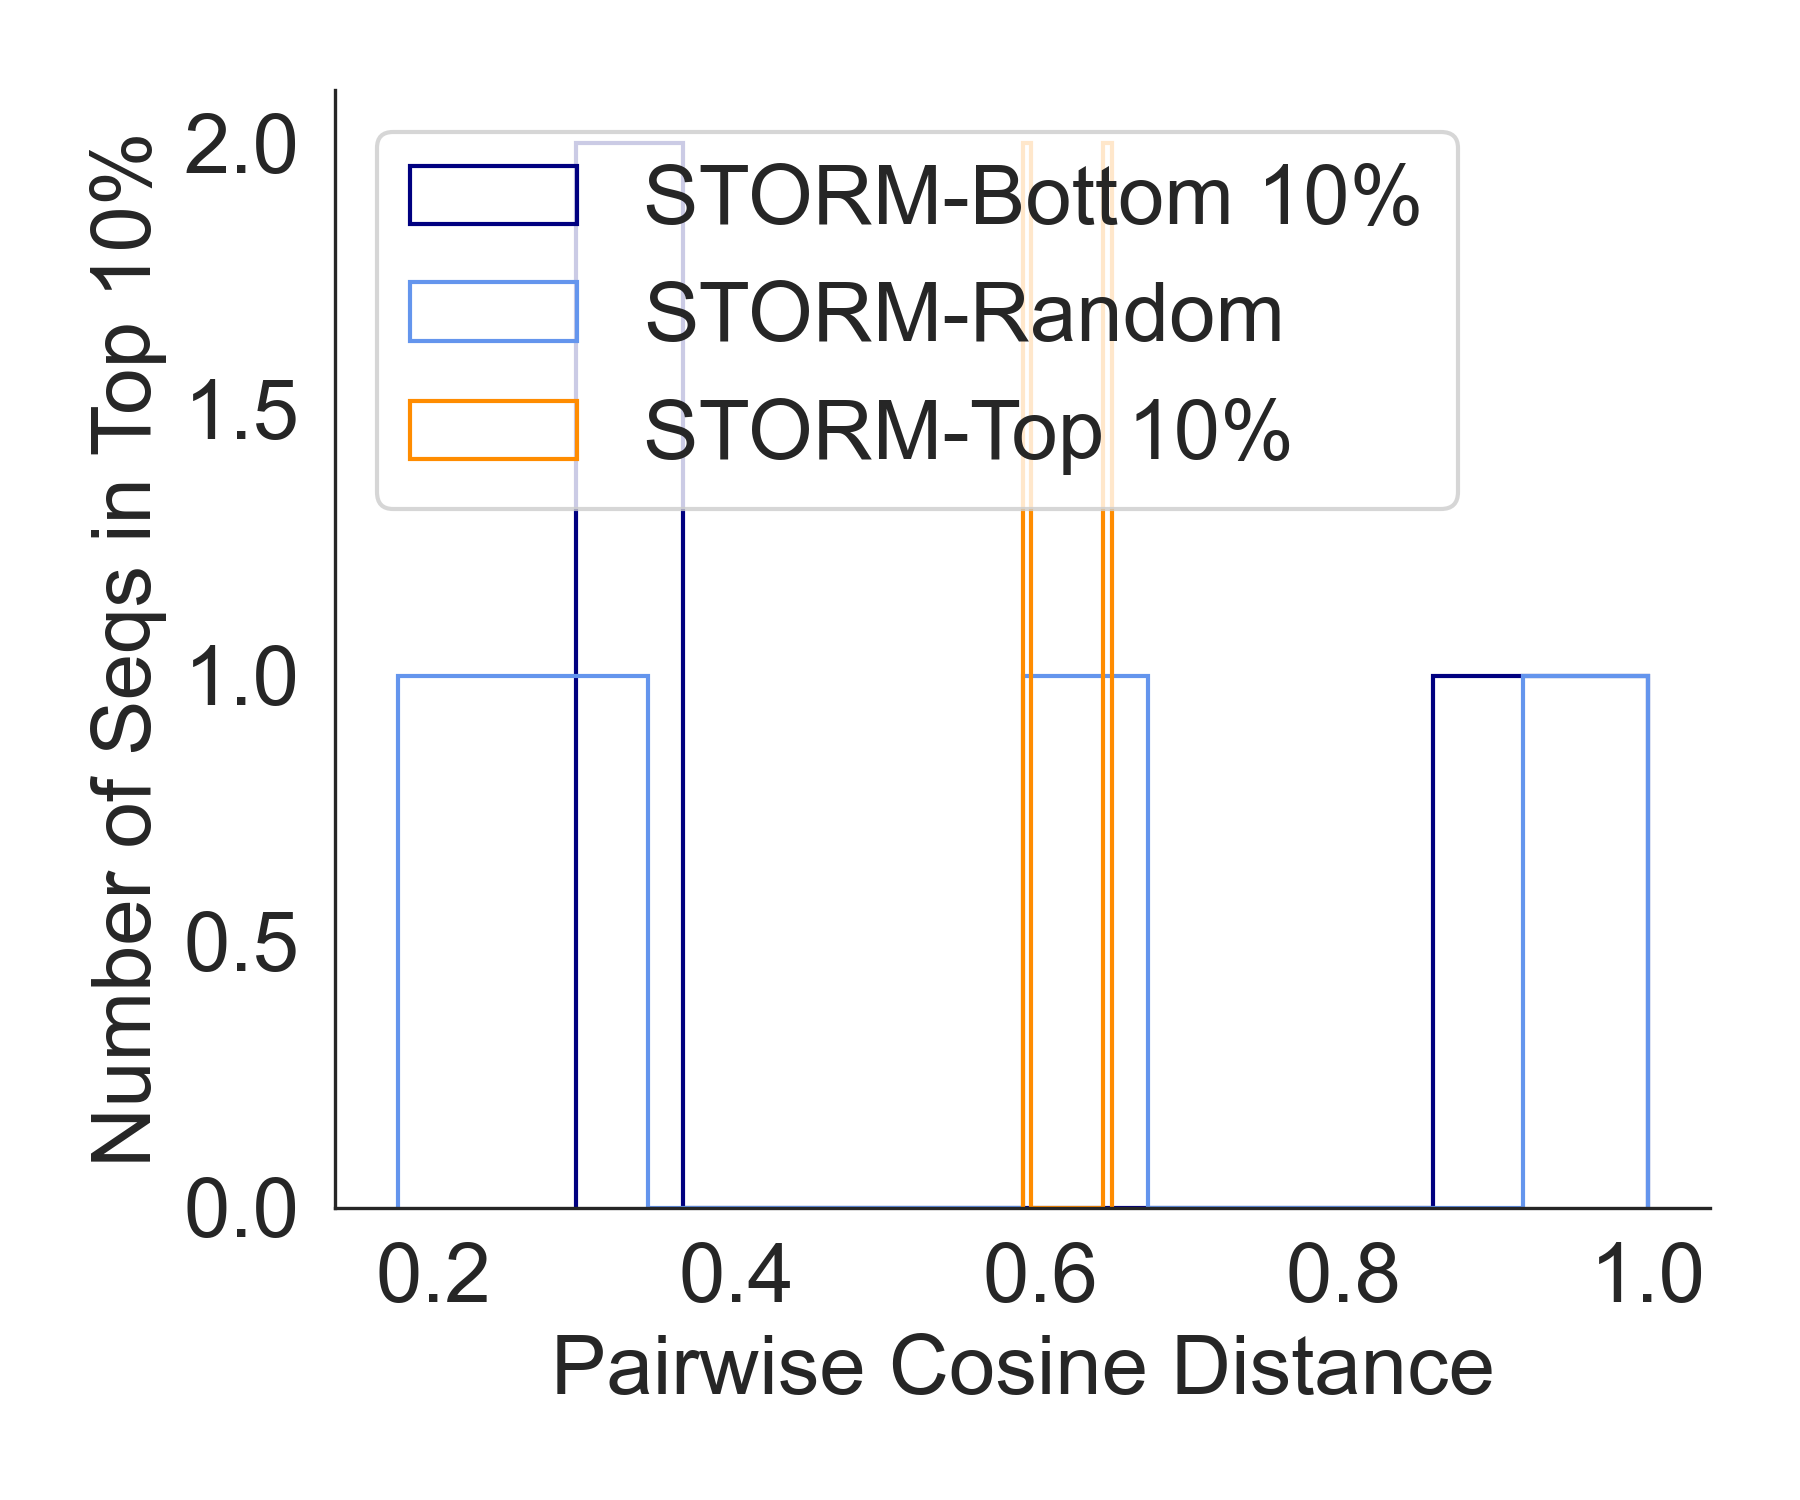 Number of Seqs in Top 10%
2.0
1.5
1.0
0.5
0.0
STORM-Bottom 10%
STORM-Random
STORM-Top 10%
0.2 0.4 0.6 0.8 1.0
Pairwise Cosine Distance